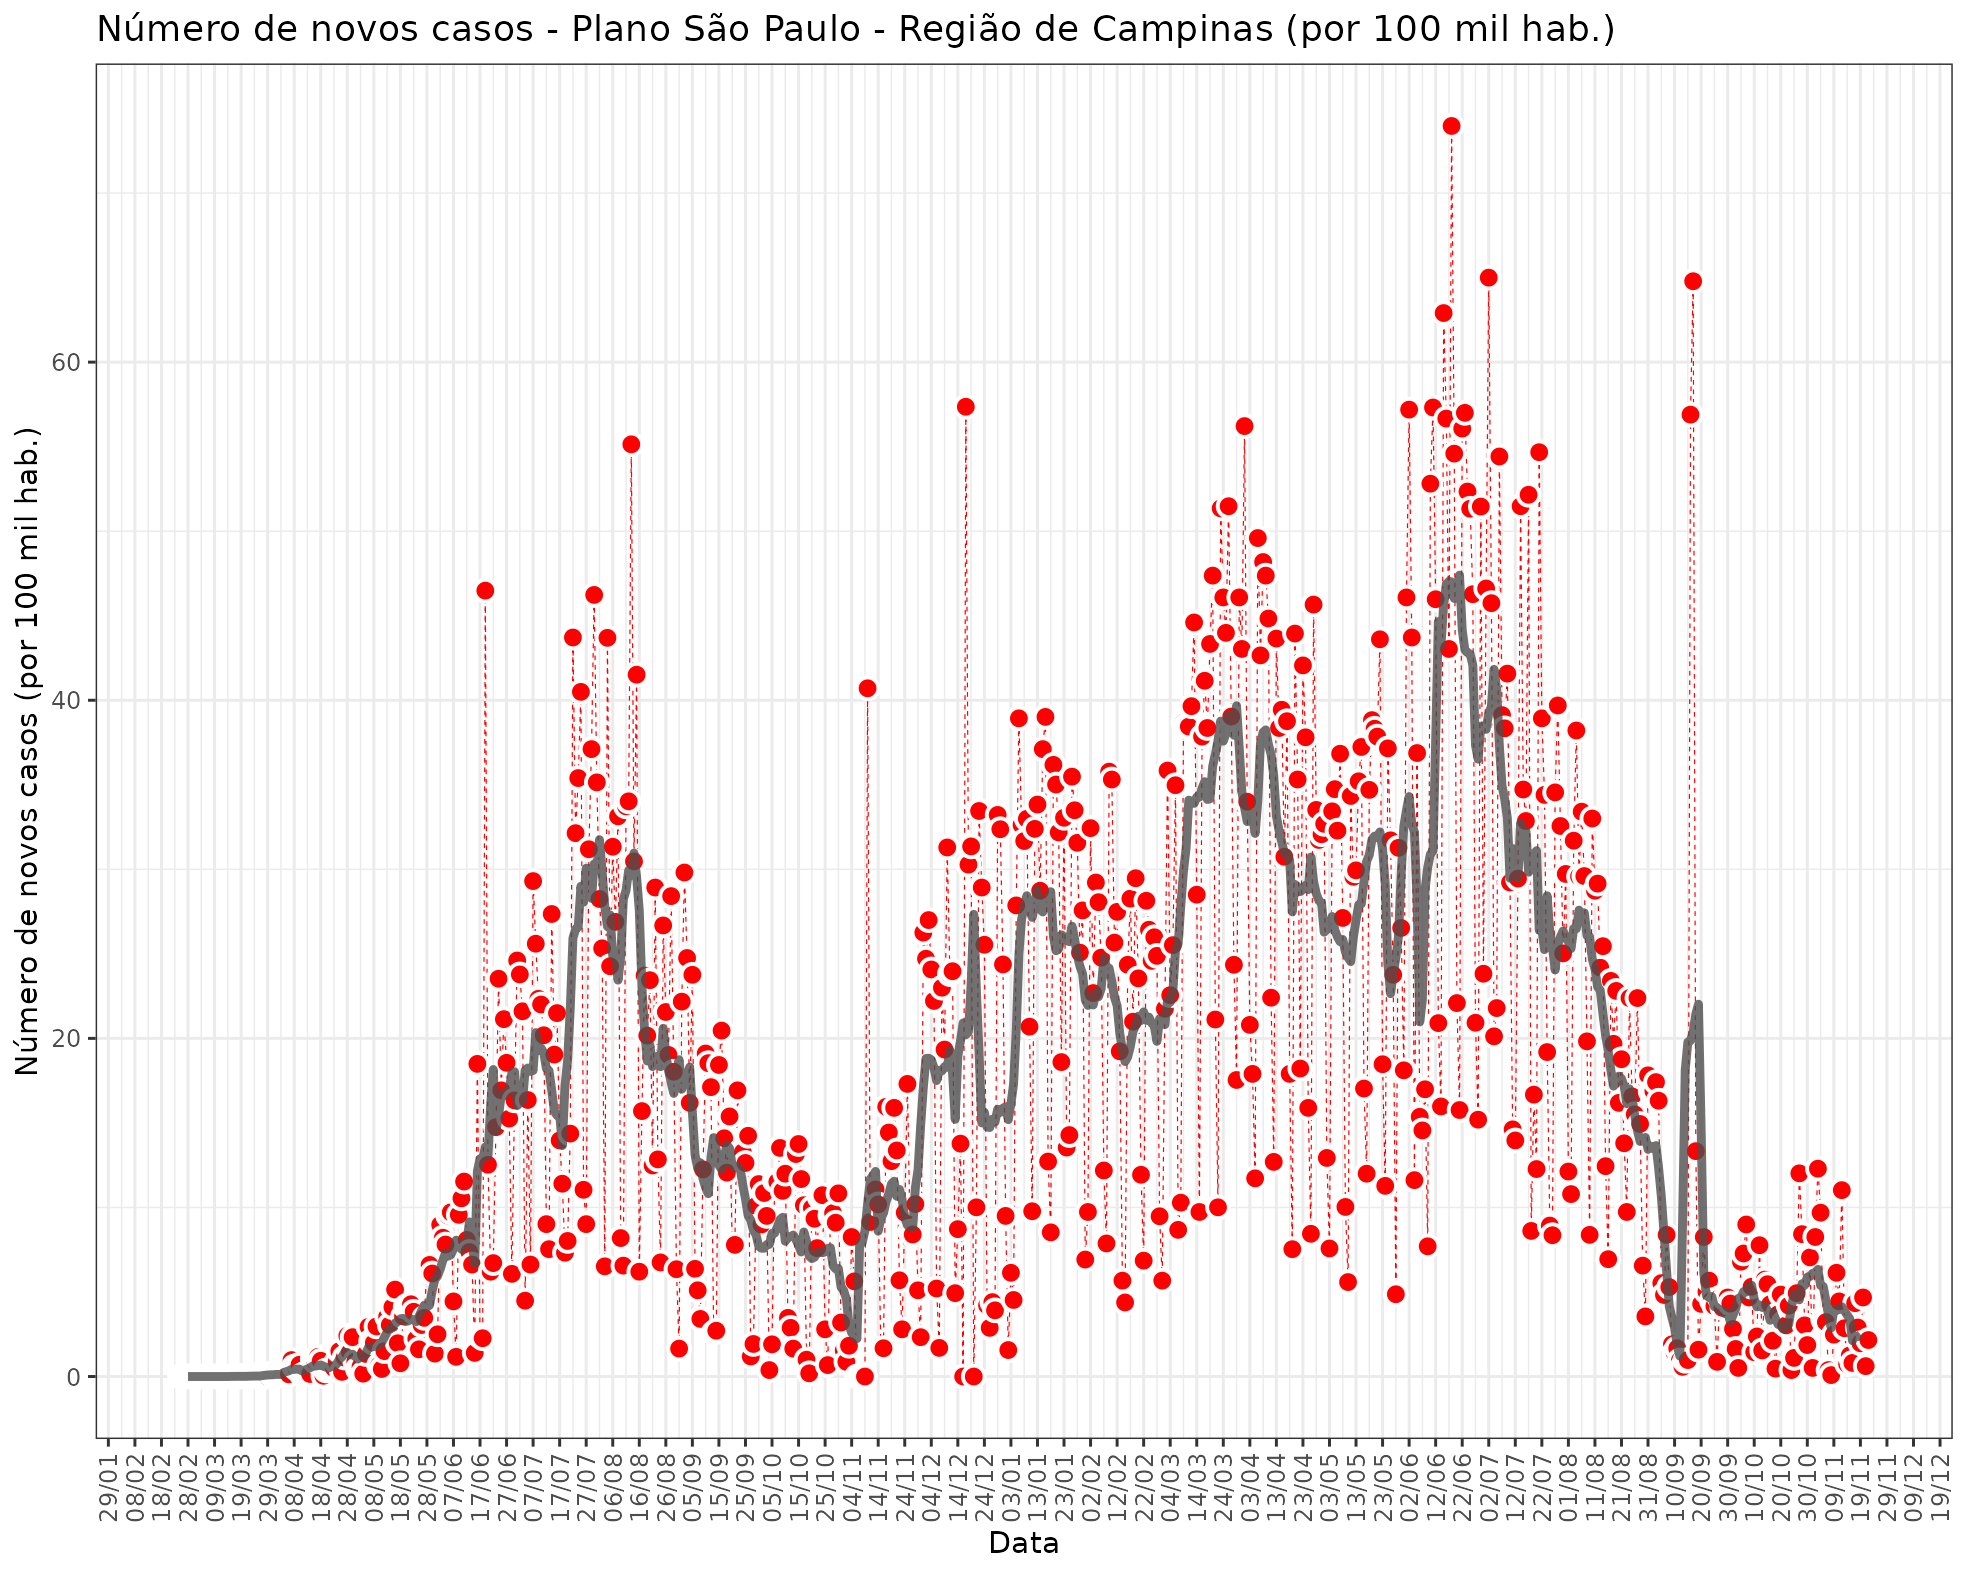 Número de novos casos - Plano São Paulo - Região de Campinas (por 100 mil hab.)
Número de novos casos (por 100 mil hab.)
60
40
20
0
29/01 08/02 18/02 28/02 09/03 19/03 29/03 08/04 18/04 28/04 08/05 18/05 28/05 07/06 17/06 27/06 07/07 17/07 27/07 06/08 16/08 26/08 05/09 15/09 25/09 05/10 15/10 25/10 04/11 14/11 24/11 04/12 14/12 24/12 03/01 13/01 23/01 02/02 12/02 22/02 04/03 14/03 24/03 03/04 13/04 23/04 03/05 13/05 23/05 02/06 12/06 22/06 02/07 12/07 22/07 01/08 11/08 21/08 31/08 10/09 20/09 30/09 10/10 20/10 30/10 09/11 19/11 29/11 09/12 19/12
Data